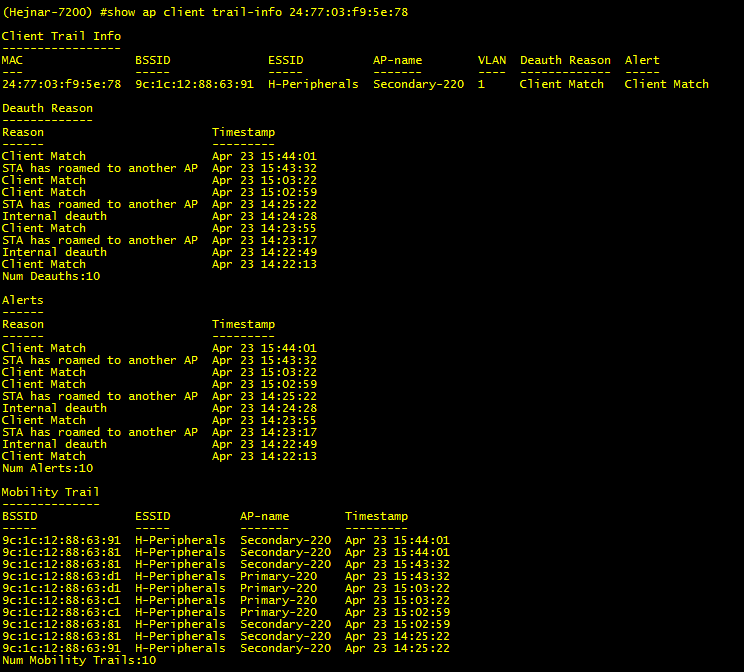 (Hejnar-7200) #show ap client trail-info 24:77:03:f9:5e:78
Client Trail Info
-----------------
MAC                BSSID              ESSID          AP-name        VLAN  Deauth Reason  Alert
---                -----              -----          -------        ----  -------------  -----
24:77:03:f9:5e:78  9c:1c:12:88:63:91  H-Peripherals  Secondary-220  1     Client Match   Client Match
Deauth Reason
-------------
Reason                        Timestamp
------                        ---------
Client Match                  Apr 23 15:44:01
STA has roamed to another AP  Apr 23 15:43:32
Client Match                  Apr 23 15:03:22
Client Match                  Apr 23 15:02:59
STA has roamed to another AP  Apr 23 14:25:22
Internal deauth               Apr 23 14:24:28
Client Match                  Apr 23 14:23:55
STA has roamed to another AP  Apr 23 14:23:17
Internal deauth               Apr 23 14:22:49
Client Match                  Apr 23 14:22:13
Num Deauths:10
Alerts
------
Reason                        Timestamp
------                        ---------
Client Match                  Apr 23 15:44:01
STA has roamed to another AP  Apr 23 15:43:32
Client Match                  Apr 23 15:03:22
Client Match                  Apr 23 15:02:59
STA has roamed to another AP  Apr 23 14:25:22
Internal deauth               Apr 23 14:24:28
Client Match                  Apr 23 14:23:55
STA has roamed to another AP  Apr 23 14:23:17
Internal deauth               Apr 23 14:22:49
Client Match                  Apr 23 14:22:13
Num Alerts:10
Mobility Trail
--------------
BSSID              ESSID          AP-name        Timestamp
-----              -----          -------        ---------
9c:1c:12:88:63:91  H-Peripherals  Secondary-220  Apr 23 15:44:01
9c:1c:12:88:63:81  H-Peripherals  Secondary-220  Apr 23 15:44:01
9c:1c:12:88:63:81  H-Peripherals  Secondary-220  Apr 23 15:43:32
9c:1c:12:88:63:d1  H-Peripherals  Primary-220    Apr 23 15:43:32
9c:1c:12:88:63:d1  H-Peripherals  Primary-220    Apr 23 15:03:22
9c:1c:12:88:63:c1  H-Peripherals  Primary-220    Apr 23 15:03:22
9c:1c:12:88:63:c1  H-Peripherals  Primary-220    Apr 23 15:02:59
9c:1c:12:88:63:81  H-Peripherals  Secondary-220  Apr 23 15:02:59
9c:1c:12:88:63:81  H-Peripherals  Secondary-220  Apr 23 14:25:22
9c:1c:12:88:63:91  H-Peripherals  Secondary-220  Apr 23 14:25:22
Num Mobility Trails:10